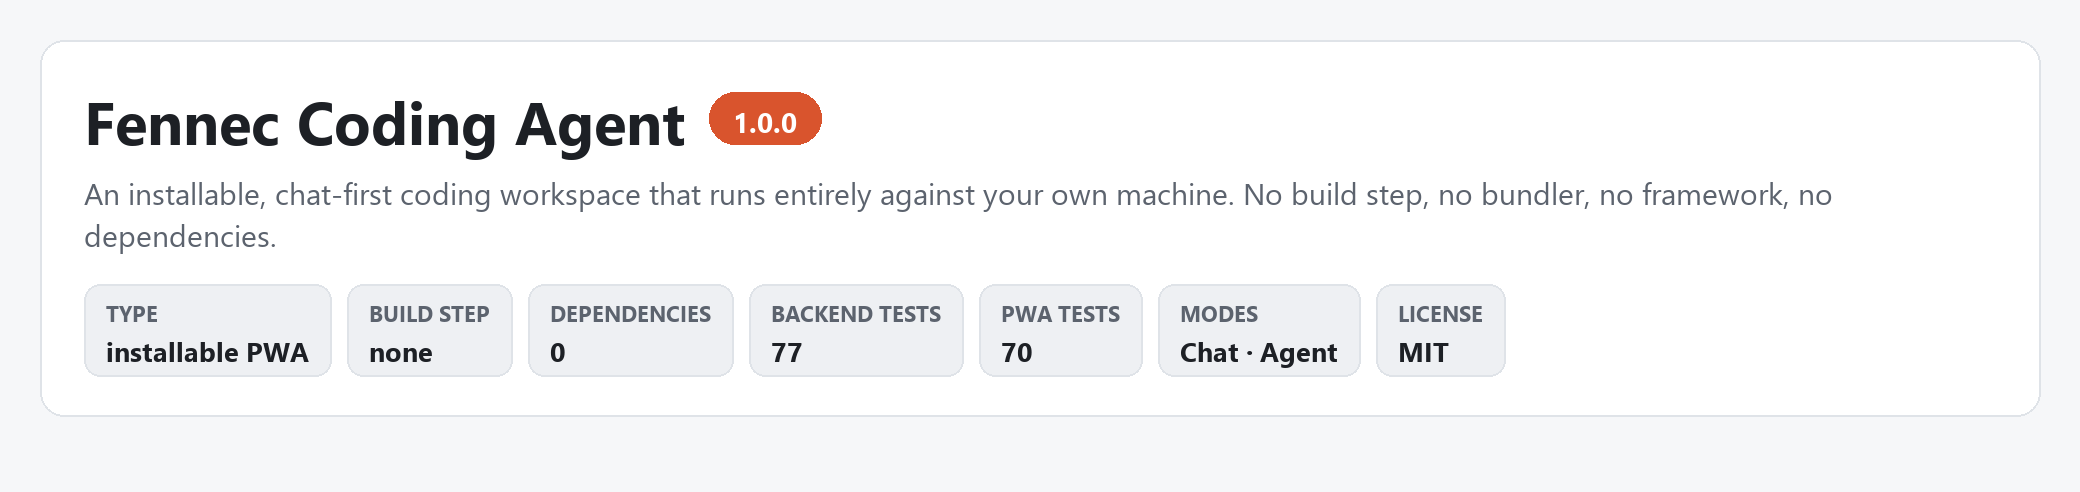 Fennec Coding Agent 1.0.0
An installable, chat-first coding workspace that runs entirely against your own machine. No build step, no bundler, no framework, no
dependencies.
TYPE
installable PWA
BUILD STEP
none
DEPENDENCIES
0
BACKEND TESTS
77
PWA TESTS
70
MODES
Chat · Agent
LICENSE
MIT